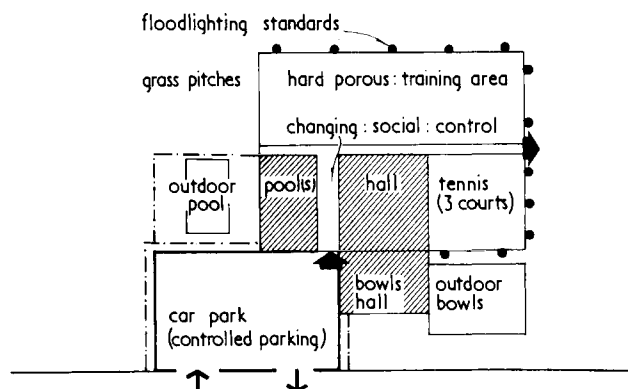 floodlighting standards
grass pitches
hard porous : training area
changing : social : control
outdoor
pool
pool(s)
hall
tennis
(3 courts)
bowls
hall
outdoor
bowls
car park
(controlled parking)